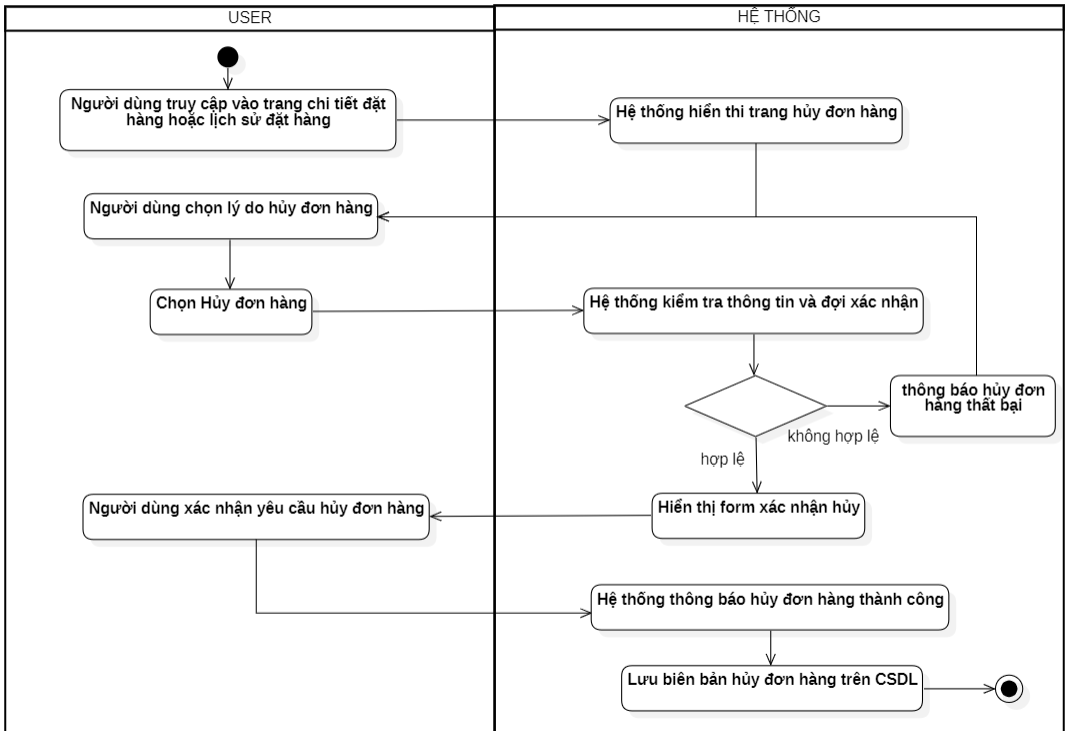 USER
HỆ THỐNG
Người dùng truy cập vào trang chi tiết đặt
hàng hoặc lịch sử đặt hàng
Hệ thống hiển thi trang hủy đơn hàng
Người dùng chọn lý do hủy đơn hàng
Chọn Hủy đơn hàng
Hệ thống kiểm tra thông tin và đợi xác nhận
thông báo hủy đơn
hãng thất bại
không hợp lệ
hợp lệ
Người dùng xác nhận yêu cầu hủy đơn hàng
Hiển thị form xác nhận hủy
Hệ thống thông báo hủy đơn hàng thành công
Lưu biên bản hủy đơn hàng trên CSDL